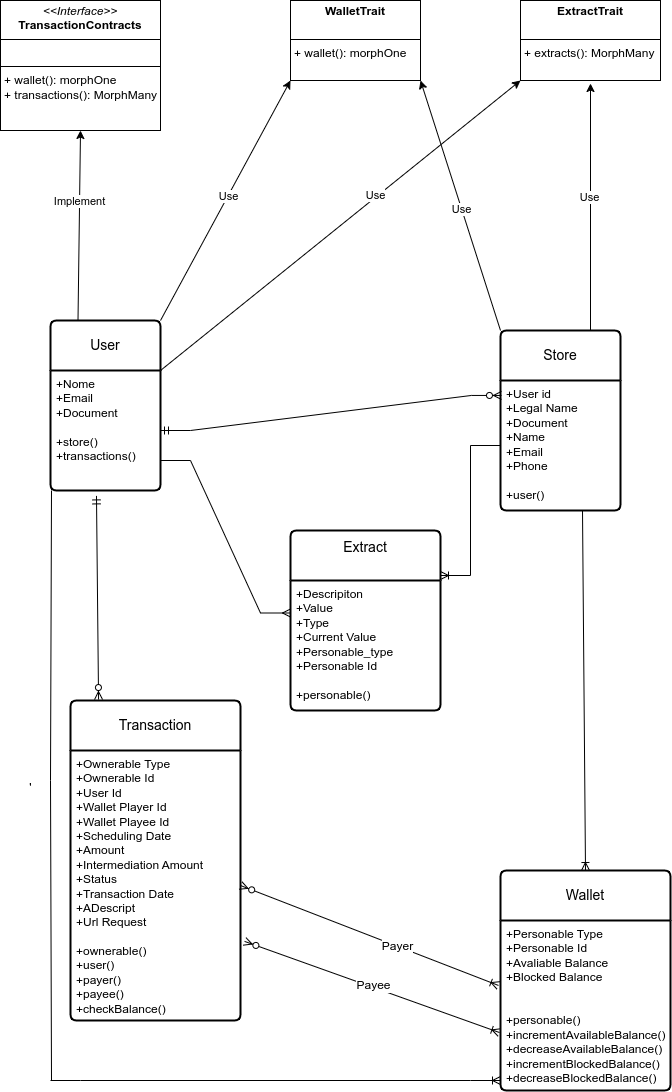 <<Interface>>
TransactionContracts
+ wallet(): morphOne
+ transactions(): MorphMany
WalletTrait
+ wallet(): morphOne
ExtractTrait
+ extracts(): MorphMany
Implement
Use
Use
Use
Use
User
+Nome
+Email
+Document
+store()
+transactions()
Store
+User id
+Legal Name
+Document
+Name
+Email
+Phone
+user()
Extract
+Descripiton
+Value
+Type
+Current Value
+Personable_type
+Personable Id
+personable()
Transaction
+Ownerable Type
+Ownerable Id
+User Id
+Wallet Player Id
+Wallet Playee Id
+Scheduling Date
+Amount
+Intermediation Amount
+Status
+Transaction Date
+ADescript
+Url Request
+ownerable()
+user()
+payer()
+payee()
+checkBalance()
'
Payer
Payee
Wallet
+Personable Type
+Personable Id
+Avaliable Balance
+Blocked Balance
+personable()
+incrementAvailableBalance()
+decreaseAvailableBalance()
+incrementBlockedBalance()
+decreaseBlockedBalance()